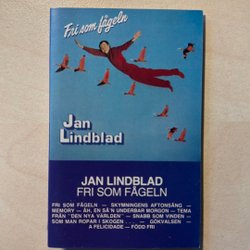 Fri som fågeln
Jan
Lindblad
JAN LINDBLAD
FRI SOM FÅGELN
FRI SOM FÅGELN — SKYMNINGENS AFTONSÅNG —
MEMORY — ÅH, EN SÅ'N UNDERBAR MORGON — TEMA
FRÅN "DEN NYA VÄRLDEN" — SNABB SOM VINDEN —
SOM MAN ROPAR I SKOGEN . . . — GÖKVALSEN —
A FELICIDADE — FÖDD FRI